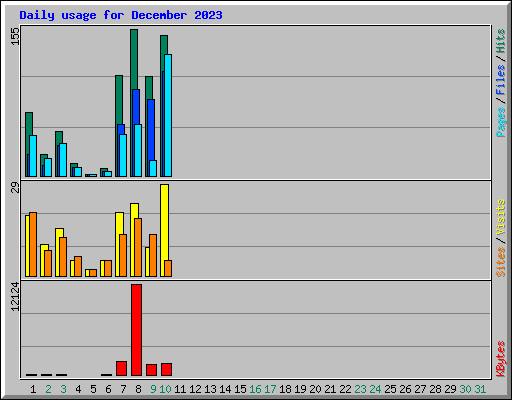 Daily usage for December 2023
155
Pages / Files / Hits
29
Sites / Visits
12124
KBytes
1 2 3 4 5 6 7 8 9 10 11 12 13 14 15 16 17 18 19 20 21 22 23 24 25 26 27 28 29 30 31